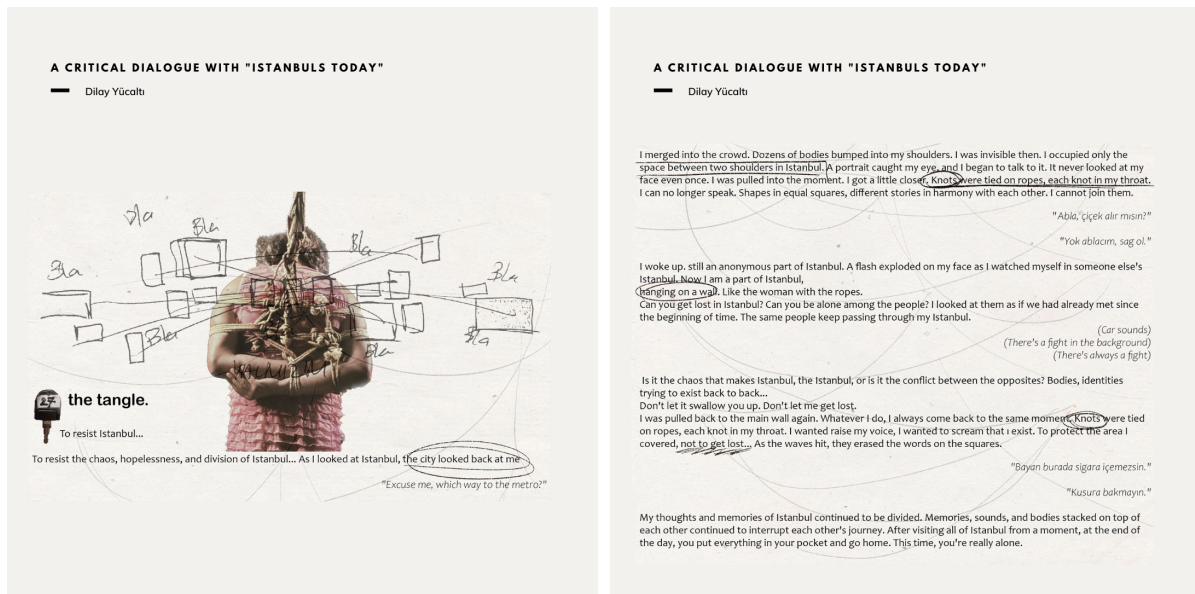 A CRITICAL DIALOGUE WITH "ISTANBULS TODAY"
Dilay Yücaltı
Bla
Bla
Bla
Bla
Bla
Bla
Bla
Bla
27
the tangle.
To resist Istanbul...
To resist the chaos, hopelessness, and division of Istanbul... As I looked at Istanbul, the city looked back at me
"Excuse me, which way to the metro?"
A CRITICAL DIALOGUE WITH "ISTANBULS TODAY"
Dilay Yücaltı
I merged into the crowd. Dozens of bodies bumped into my shoulders. I was invisible then. I occupied only the
space between two shoulders in Istanbul. A portrait caught my eye, and I began to talk to it. It never looked at my
face even once. I was pulled into the moment. I got a little closer. Knots were tied on ropes, each knot in my throat.
I can no longer speak. Shapes in equal squares, different stories in harmony with each other. I cannot join them.
"Abla, çiçek alır mısın?"
"Yok ablacım, sag ol."
I woke up. still an anonymous part of Istanbul. A flash exploded on my face as I watched myself in someone else's
Istanbul. Now I am a part of Istanbul,
hanging on a wall. Like the woman with the ropes.
Can you get lost in Istanbul? Can you be alone among the people? I looked at them as if we had already met since
the beginning of time. The same people keep passing through my Istanbul.
(Car sounds)
(There's a fight in the background)
(There's always a fight)
Is it the chaos that makes Istanbul, the Istanbul, or is it the conflict between the opposites? Bodies, identities
trying to exist back to back...
Don't let it swallow you up. Don't let me get lost.
I was pulled back to the main wall again. Whatever I do, I always come back to the same moment. Knots were tied
on ropes, each knot in my throat. I wanted raise my voice, I wanted to scream that ı exist. To protect the area I
covered, not to get lost... As the waves hit, they erased the words on the squares.
"Bayan burada sigara içemezsin."
"Kusura bakmayın."
My thoughts and memories of Istanbul continued to be divided. Memories, sounds, and bodies stacked on top of
each other continued to interrupt each other's journey. After visiting all of Istanbul from a moment, at the end of
the day, you put everything in your pocket and go home. This time, you're really alone.